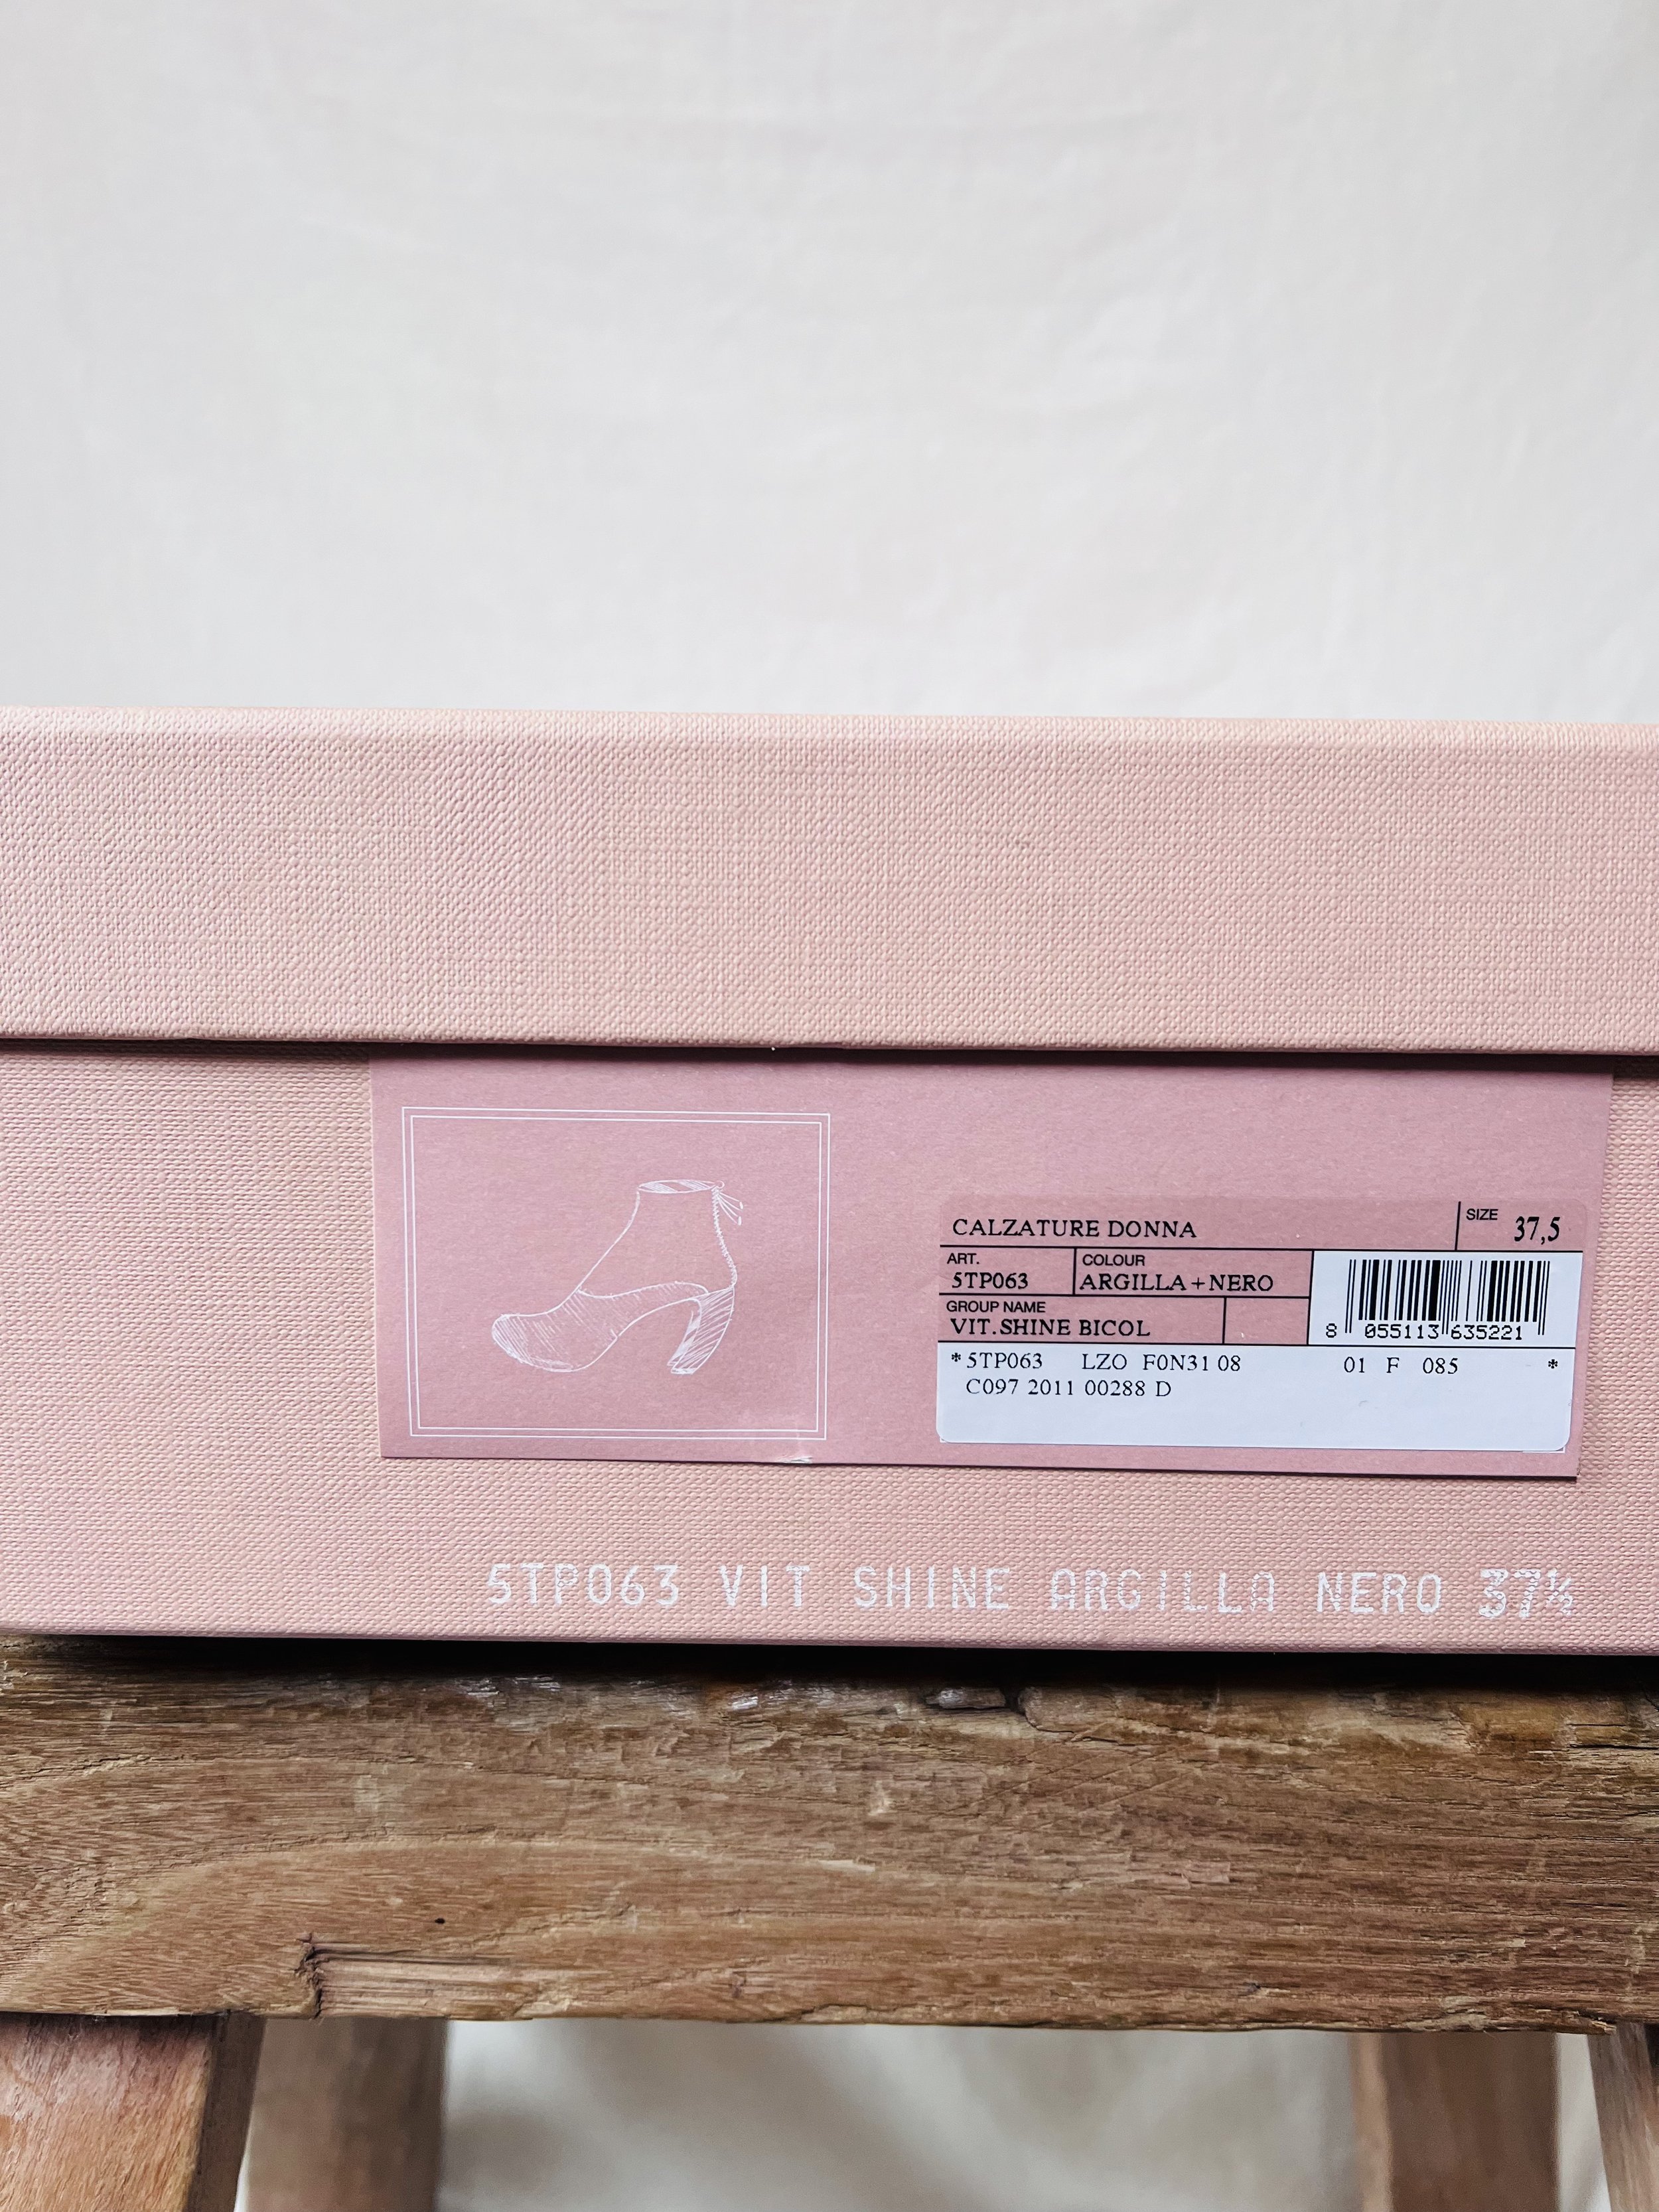 CALZATURE DONNA
SIZE 37,5
ART. COLOUR
5TP063 ARGILLA+NERO
GROUP NAME
VIT.SHINE BICOL
8 055113 635221
*5TP063 LZO F0N31 08 01 F 085 *
C097 2011 00288 D
5TP063 VIT SHINE ARGILLA NERO 37½